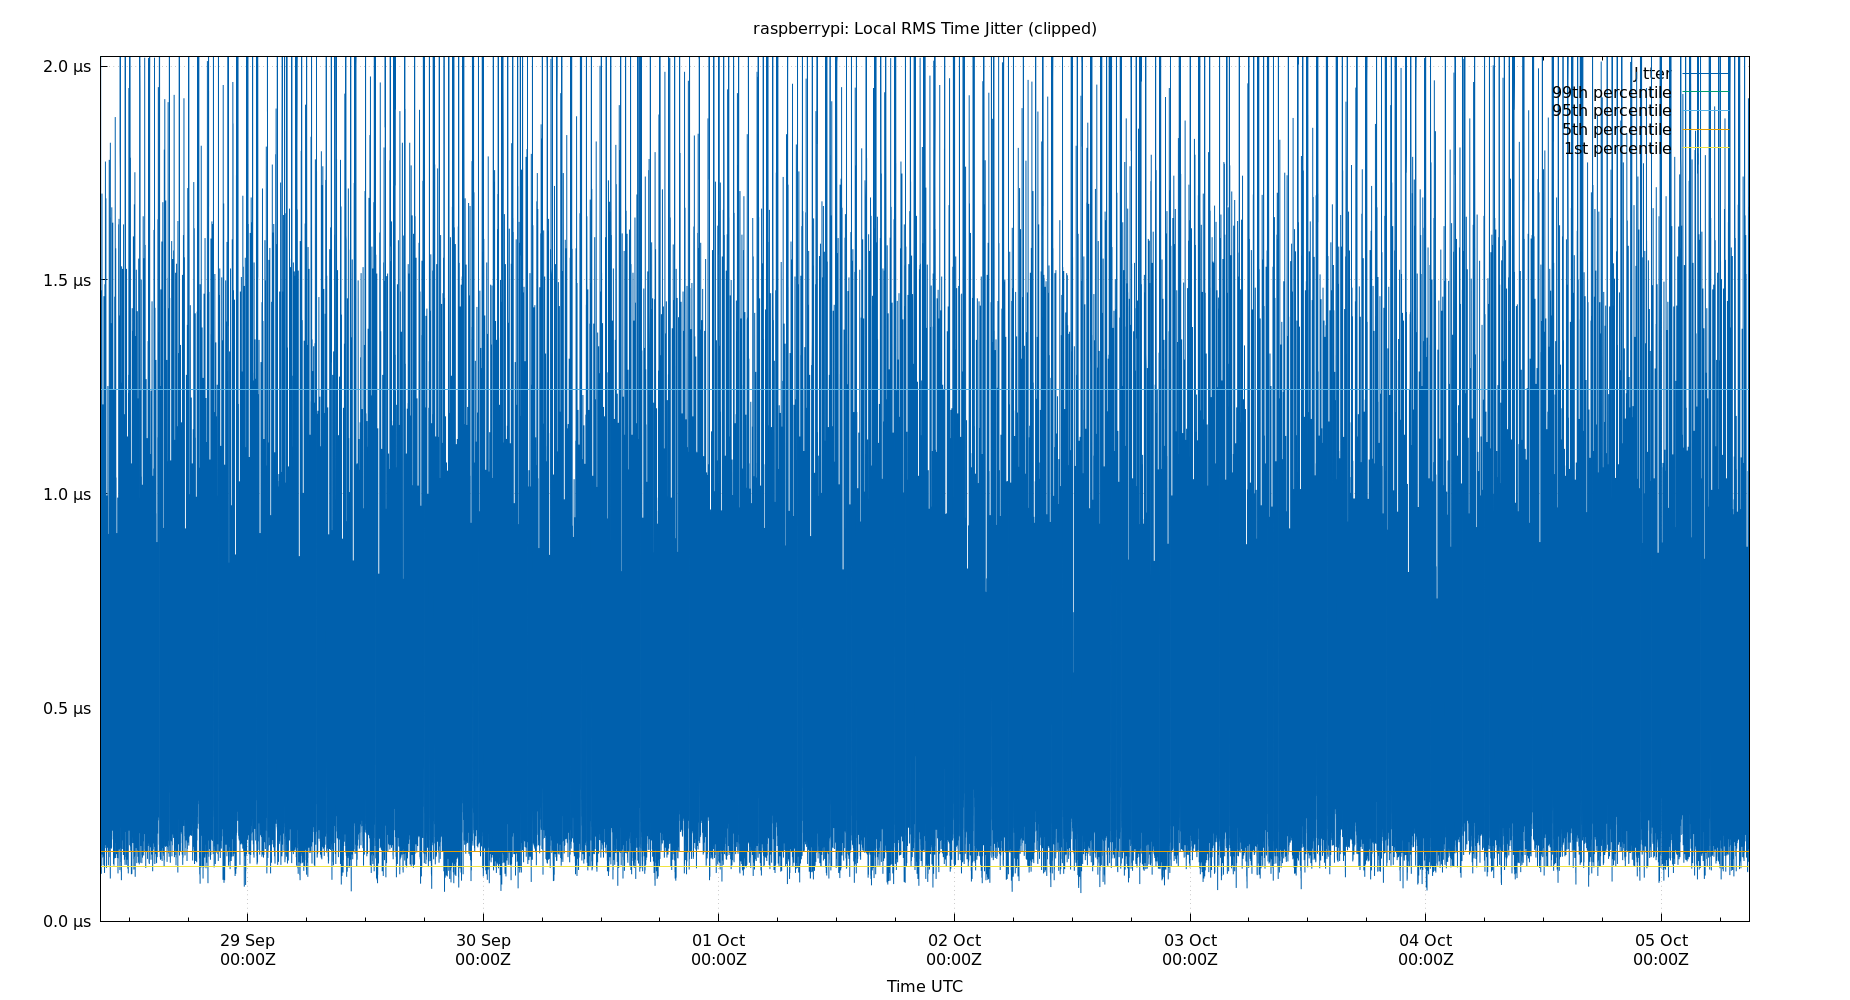 raspberrypi: Local RMS Time Jitter (clipped)
2.0 µs
1.5 µs
1.0 µs
0.5 µs
0.0 µs
Jitter
99th percentile
95th percentile
5th percentile
1st percentile
29 Sep
00:00Z
30 Sep
00:00Z
01 Oct
00:00Z
02 Oct
00:00Z
03 Oct
00:00Z
04 Oct
00:00Z
05 Oct
00:00Z
Time UTC